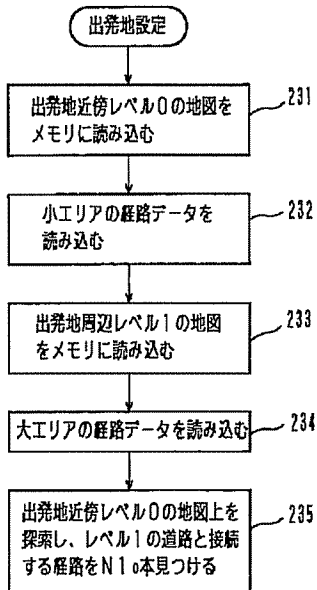 出発地設定
出発地近傍レベル0の地図を
メモリに読み込む
231
小エリアの経路データを
読み込む
232
出発地周辺レベル1の地図
をメモリに読み込む
233
大エリアの経路データを読み込む
234
出発地近傍レベル0の地図上を
探索し、レベル1の道路と接続
する経路をN1₀本見つける
235